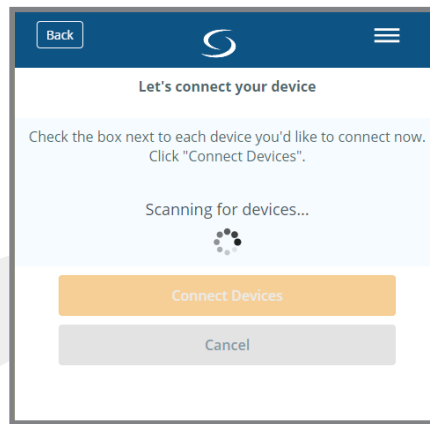 Back
Let's connect your device
Check the box next to each device you'd like to connect now.
Click "Connect Devices".
Scanning for devices...
Connect Devices
Cancel